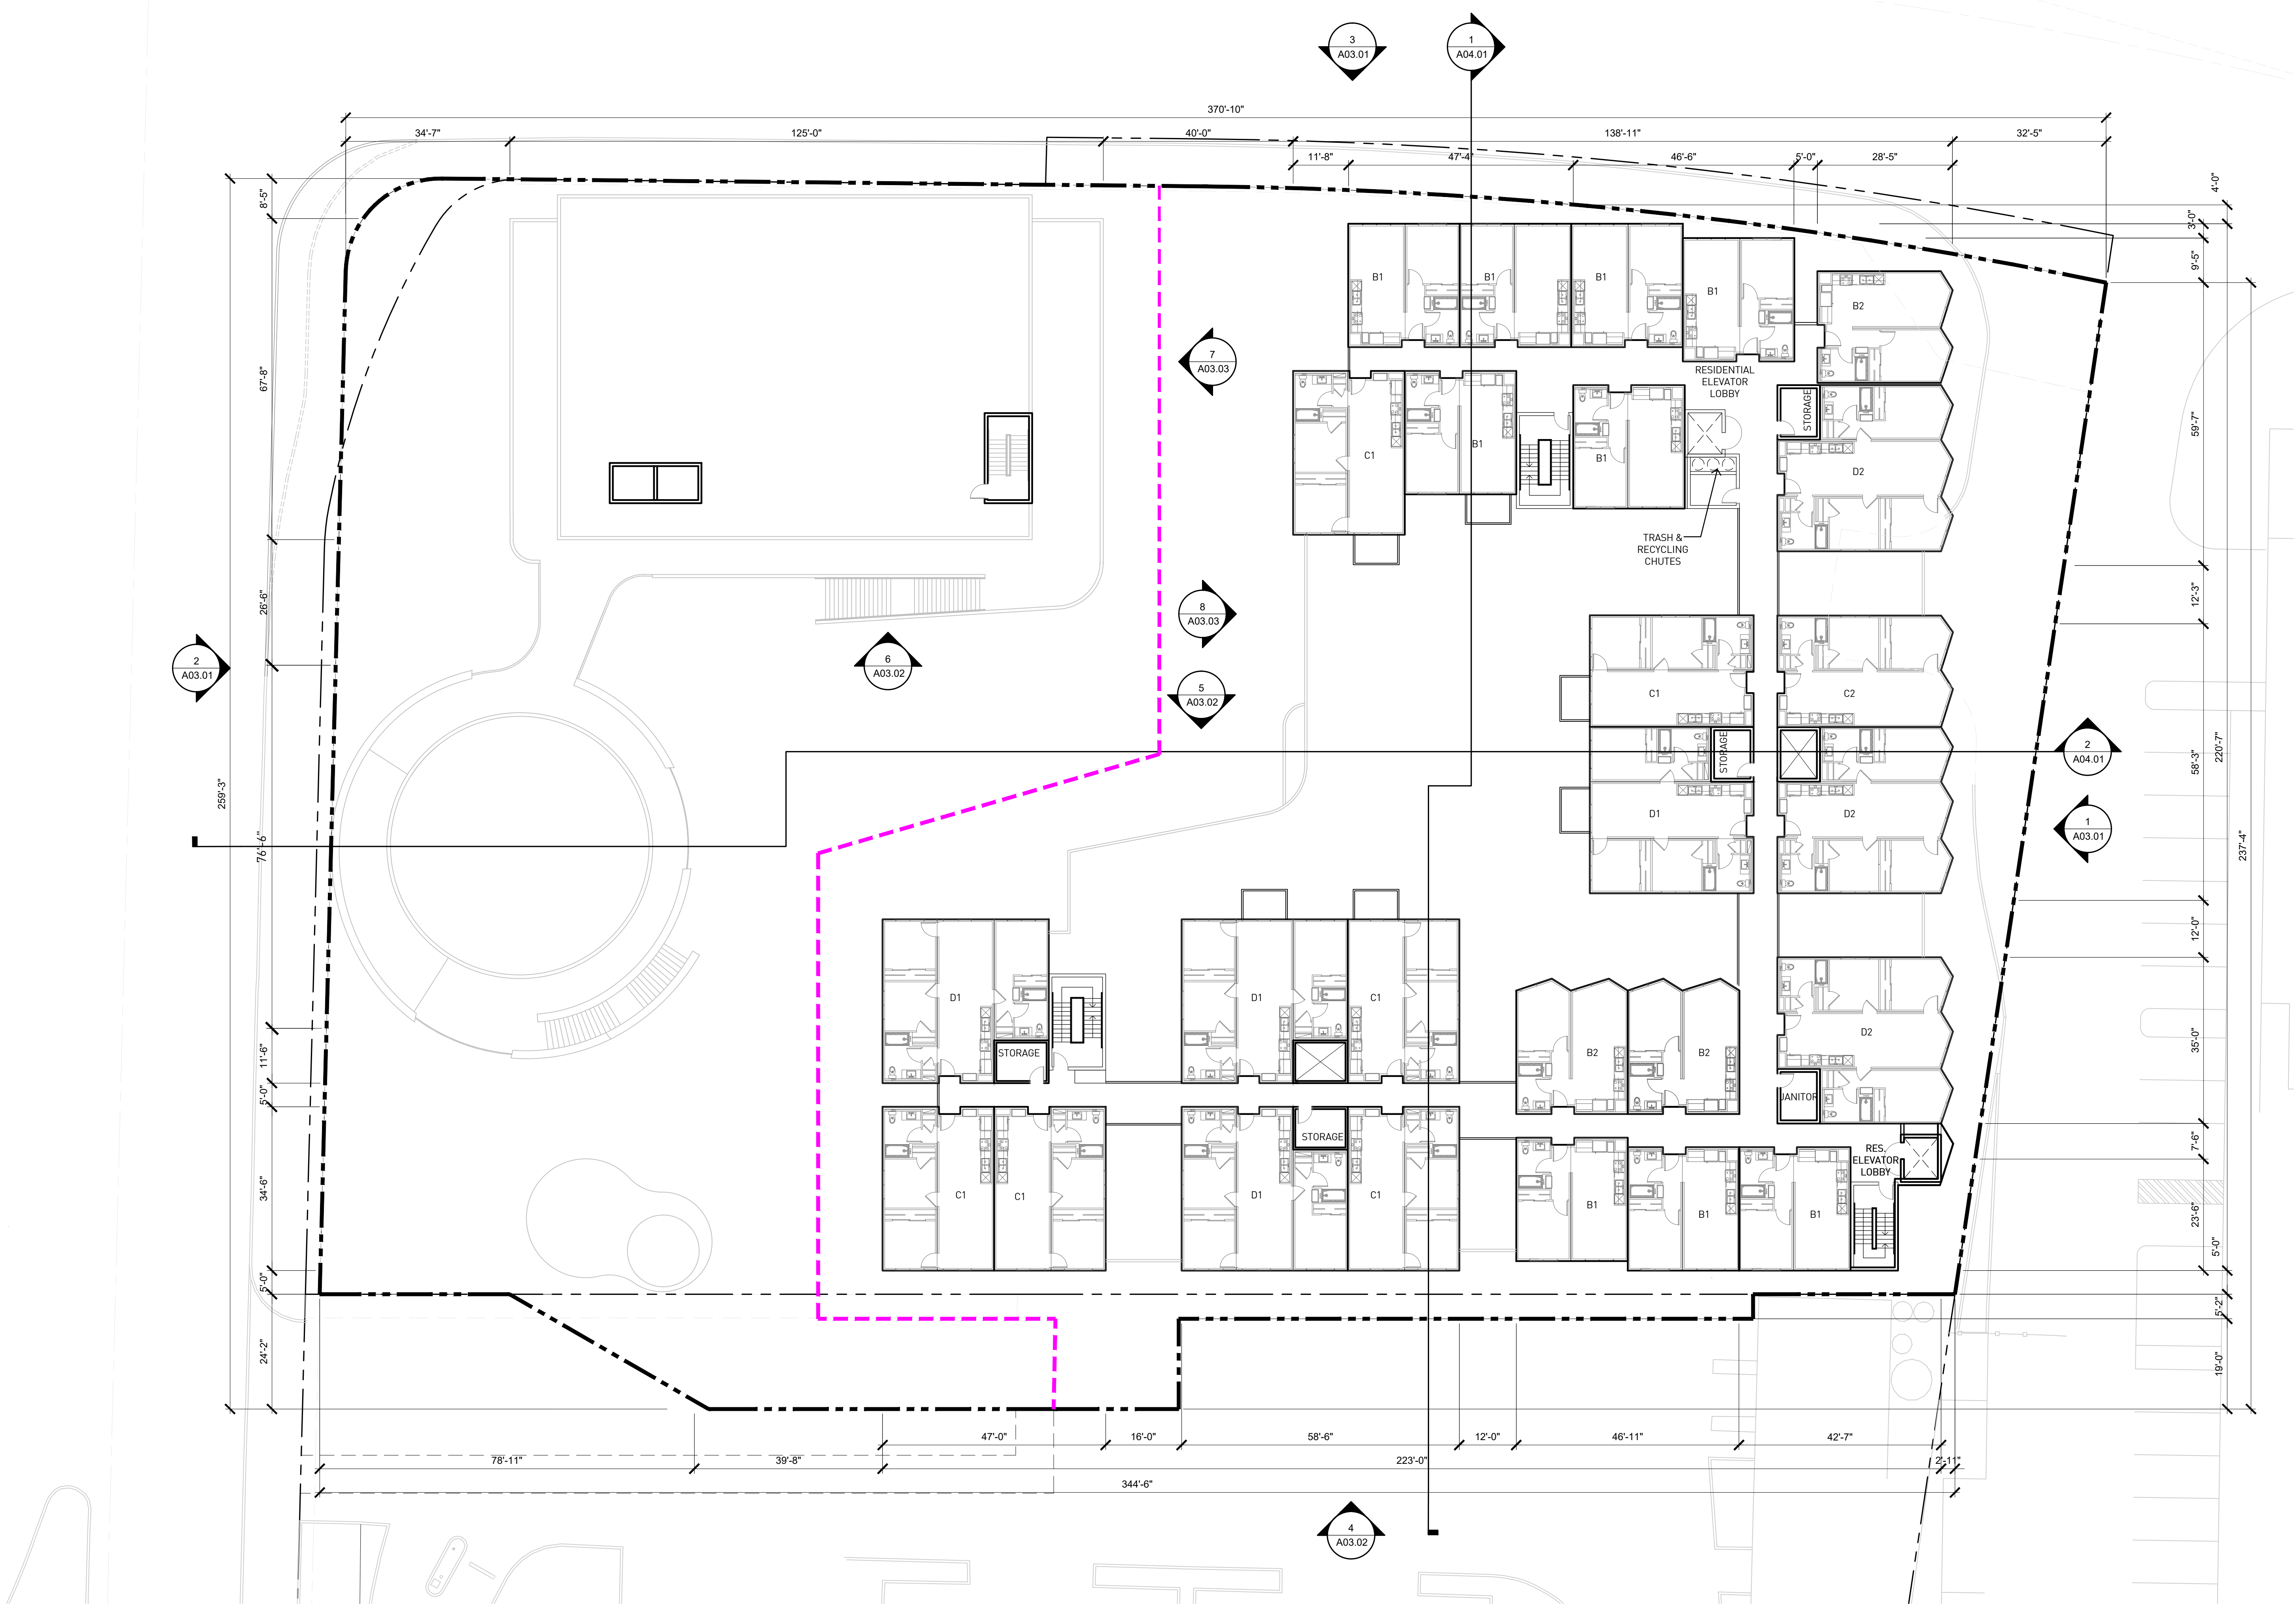 3
A03.01
1
A04.01
370'-10"
34'-7"
125'-0"
40'-0"
138'-11"
32'-5"
11'-8"
47'-4"
46'-6"
5'-0"
28'-5"
8'-5"
4'-0"
3'-0"
9'-5"
B1
B1
B1
B1
B2
7
A03.03
67'-8"
RESIDENTIAL
ELEVATOR
LOBBY
STORAGE
59'-7"
C1
B1
B1
D2
TRASH &
RECYCLING
CHUTES
26'-6"
8
A03.03
12'-3"
2
A03.01
6
A03.02
5
A03.02
C1
C2
STORAGE
2
A04.01
220'-7"
58'-3"
259'-3"
D1
D2
1
A03.01
76'-6"
237'-4"
12'-0"
D1
D1
C1
STORAGE
B2
B2
D2
35'-0"
11'-6"
5'-0"
JANITOR
STORAGE
RES.
ELEVATOR
LOBBY
7'-6"
34'-6"
C1
C1
D1
C1
B1
B1
B1
23'-6"
5'-0"
5'-0"
5'-2"
24'-2"
19'-0"
47'-0"
16'-0"
58'-6"
12'-0"
46'-11"
42'-7"
78'-11"
39'-8"
223'-0"
2'-11"
344'-6"
4
A03.02